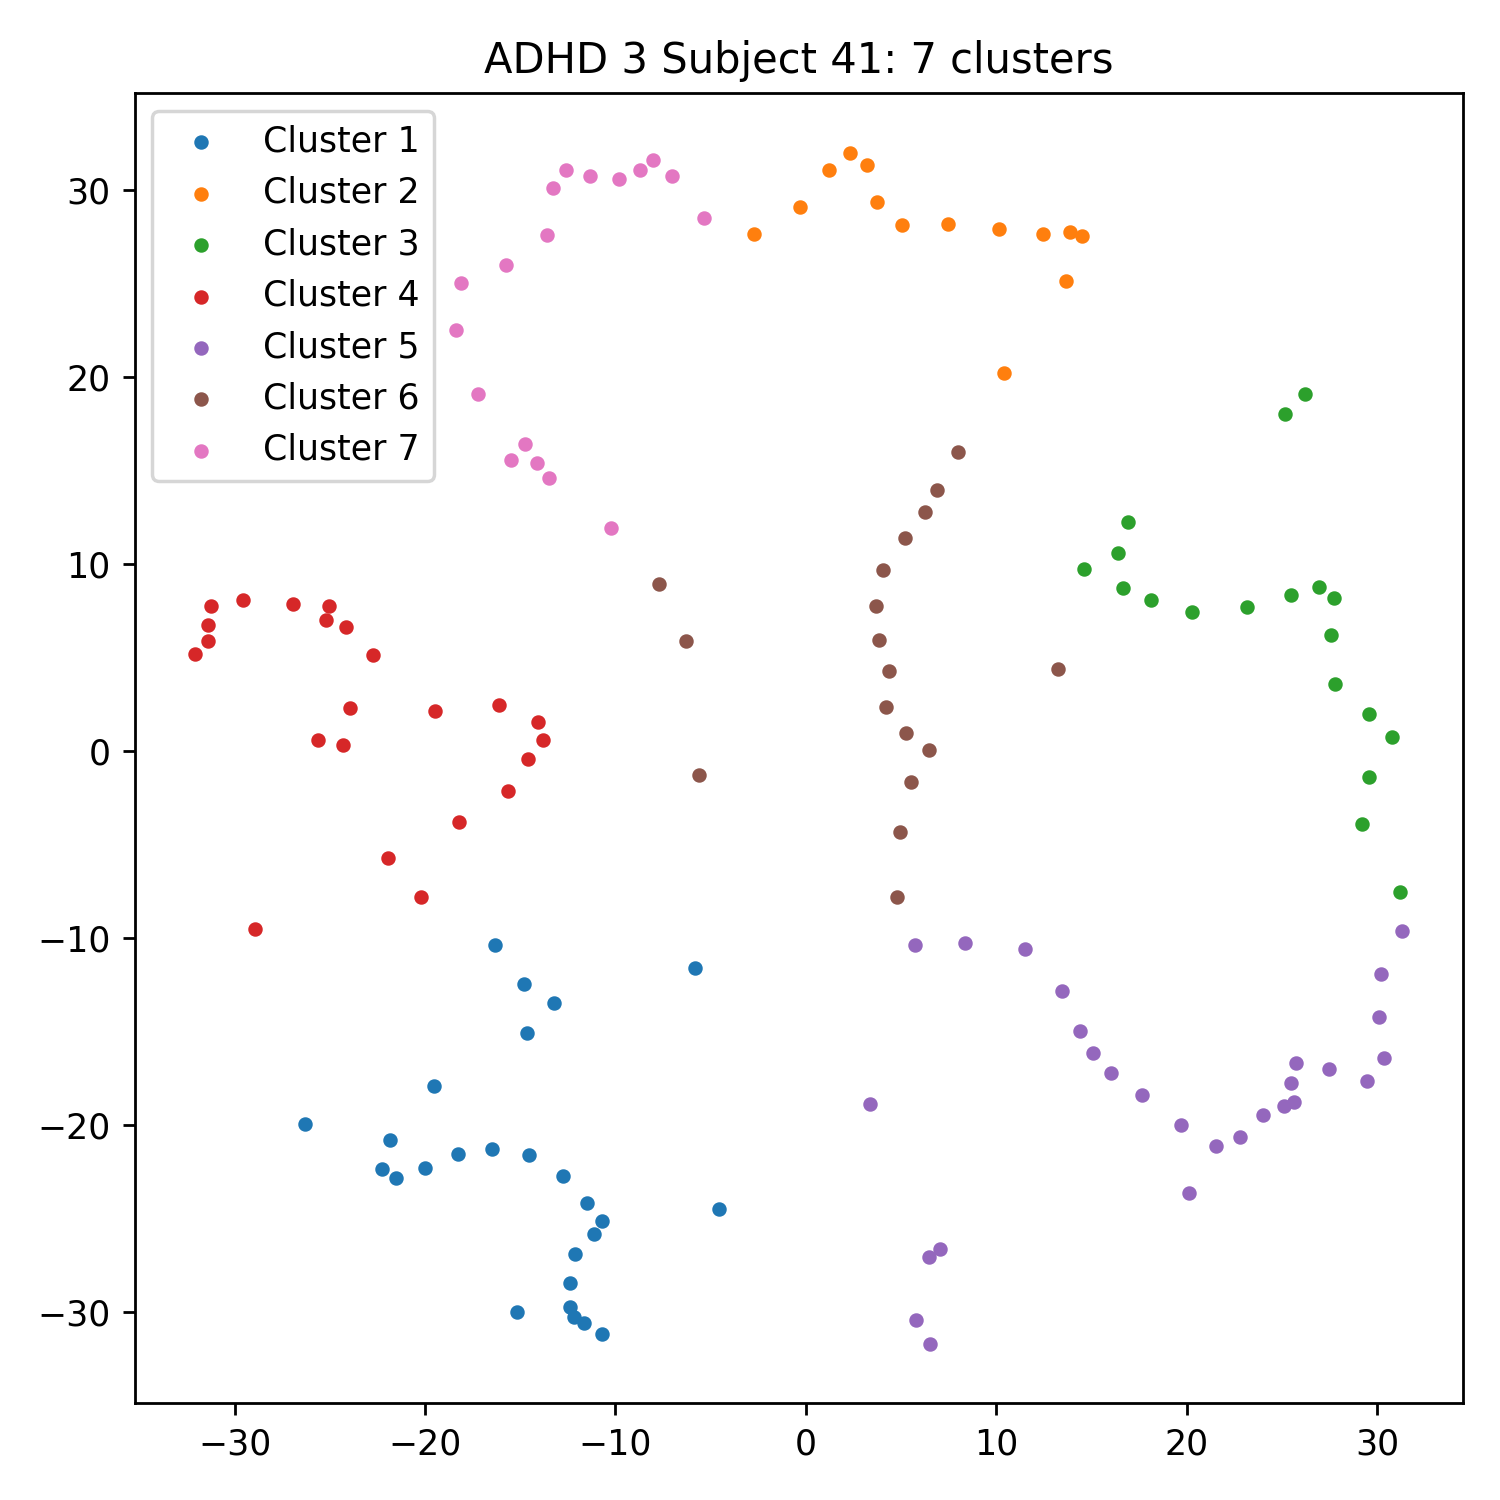 ADHD 3 Subject 41: 7 clusters
Cluster 1
Cluster 2
Cluster 3
Cluster 4
Cluster 5
Cluster 6
Cluster 7
30
20
10
0
−10
−20
−30
−30 −20 −10 0 10 20 30